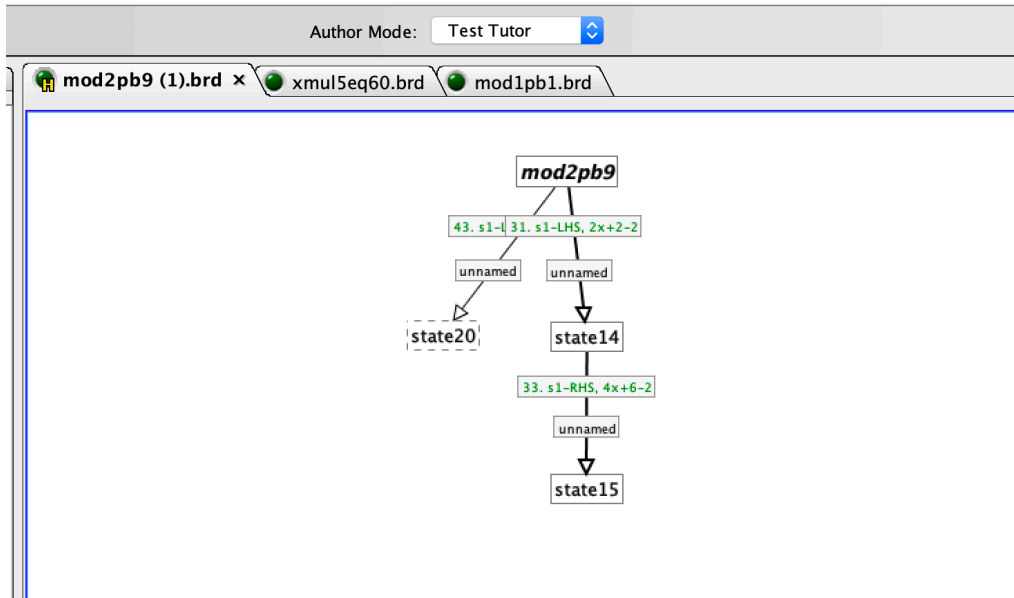 Author Mode: Test Tutor
mod2pb9 (1).brd × xmul5eq60.brd mod1pb1.brd
mod2pb9
43. s1-L 31. s1-LHS, 2x+2-2
unnamed unnamed
state20 state14
33. s1-RHS, 4x+6-2
unnamed
state15